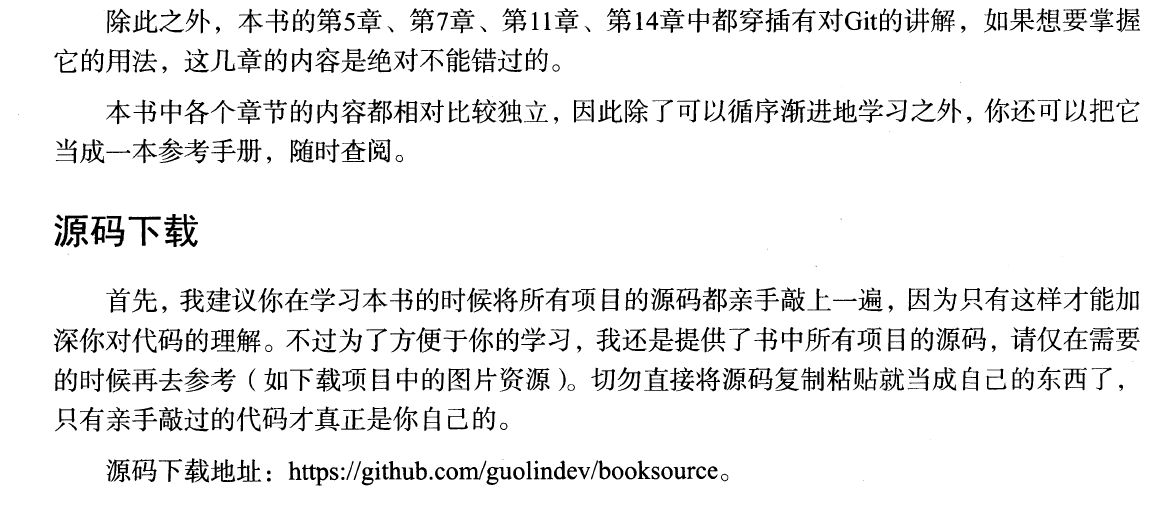 除此之外，本书的第5章、第7章、第11章、第14章中都穿插有对Git的讲解，如果想要掌握
它的用法，这几章的内容是绝对不能错过的。
本书中各个章节的内容都相对比较独立，因此除了可以循序渐进地学习之外，你还可以把它
当成一本参考手册，随时查阅。
源码下载
首先，我建议你在学习本书的时候将所有项目的源码都亲手敲上一遍，因为只有这样才能加
深你对代码的理解。不过为了方便于你的学习，我还是提供了书中所有项目的源码，请仅在需要
的时候再去参考（如下载项目中的图片资源）。切勿直接将源码复制粘贴就当成自己的东西了，
只有亲手敲过的代码才真正是你自己的。
源码下载地址：https://github.com/guolindev/booksource。